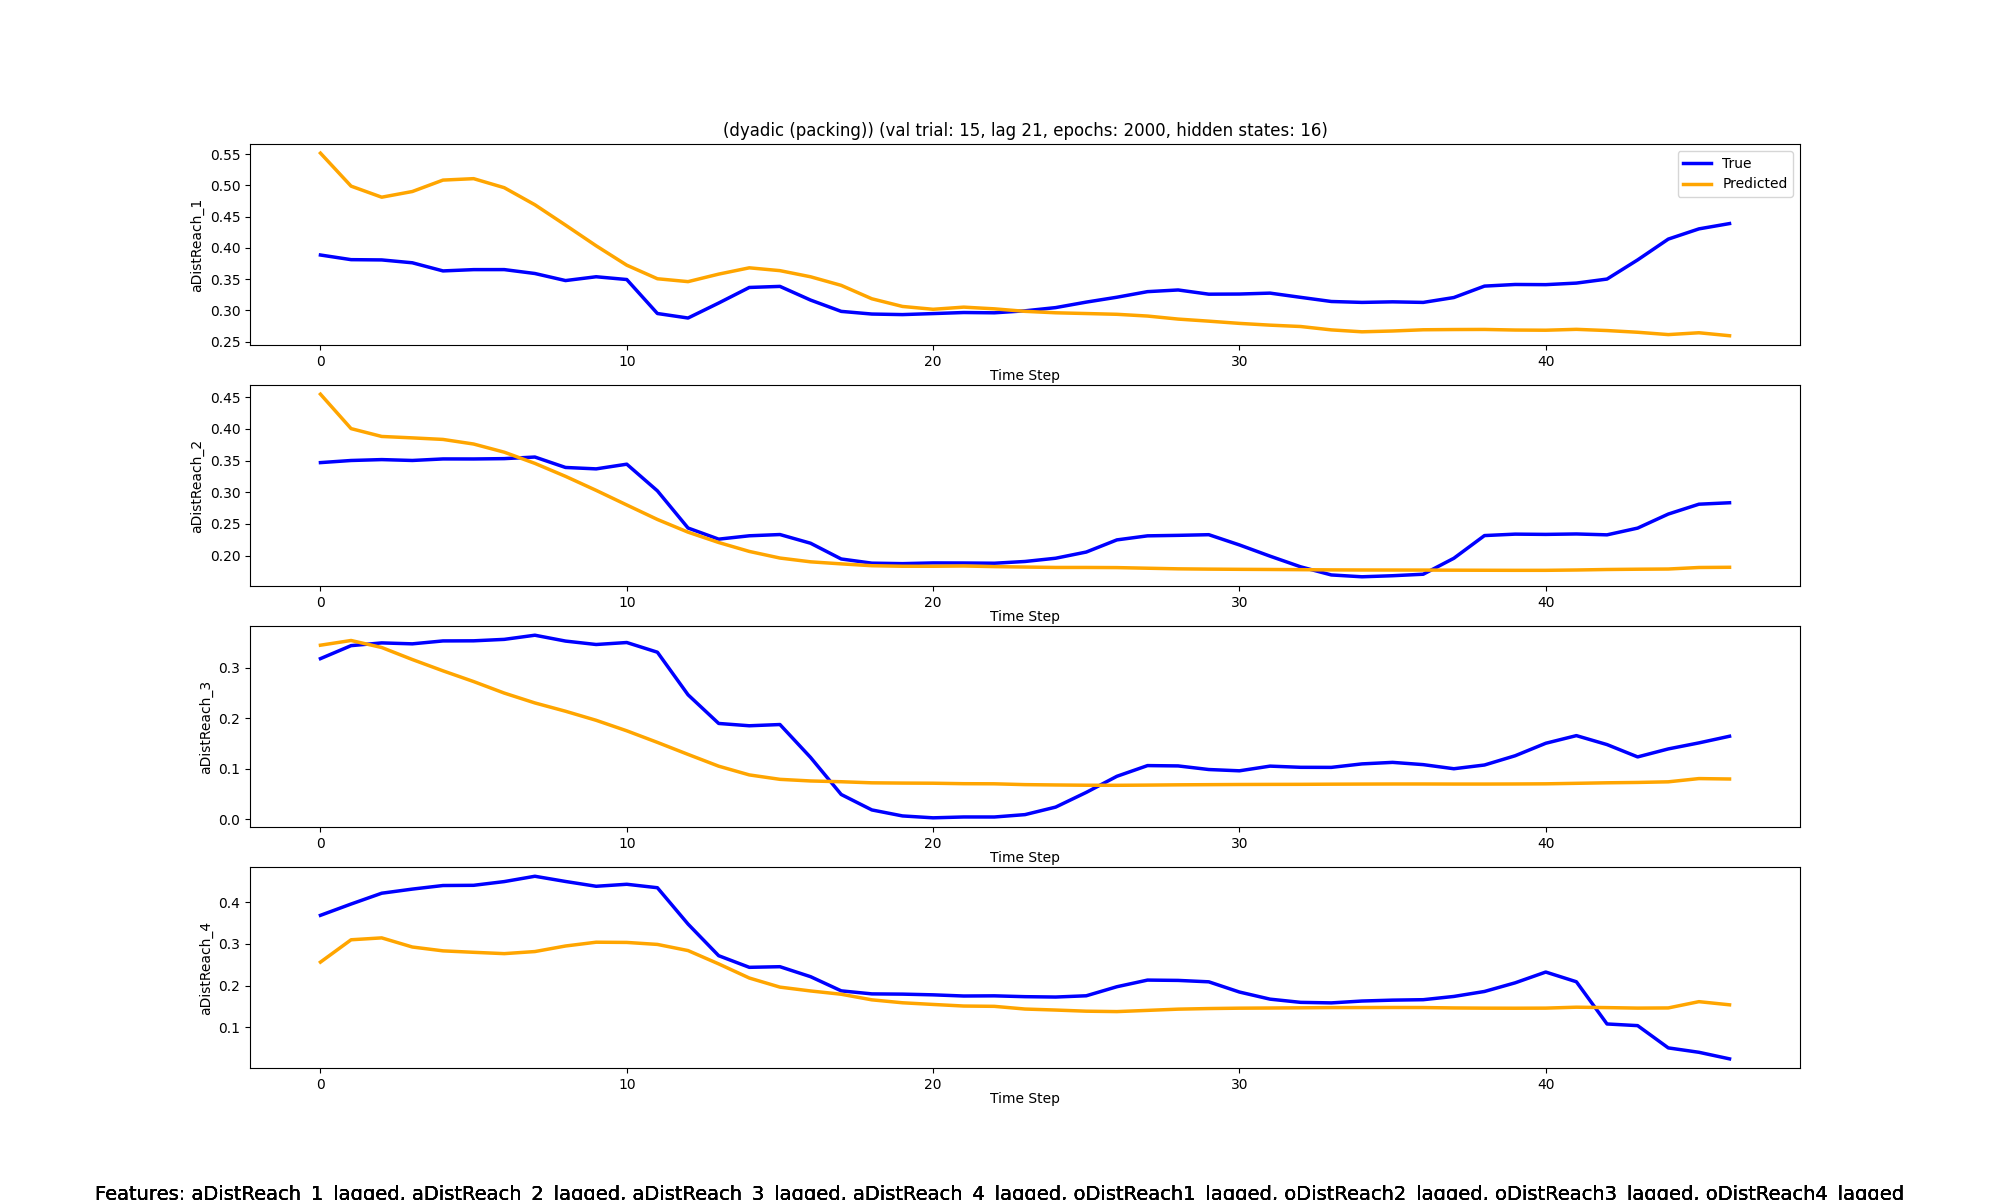 (dyadic (packing)) (val trial: 15, lag 21, epochs: 2000, hidden states: 16)
True
Predicted
aDistReach_1
0.55
0.50
0.45
0.40
0.35
0.30
0.25
0 10 20 30 40
Time Step
aDistReach_2
0.45
0.40
0.35
0.30
0.25
0.20
0 10 20 30 40
Time Step
aDistReach_3
0.3
0.2
0.1
0.0
0 10 20 30 40
Time Step
aDistReach_4
0.4
0.3
0.2
0.1
0 10 20 30 40
Time Step
Features: aDistReach_1_lagged, aDistReach_2_lagged, aDistReach_3_lagged, aDistReach_4_lagged, oDistReach1_lagged, oDistReach2_lagged, oDistReach3_lagged, oDistReach4_lagged